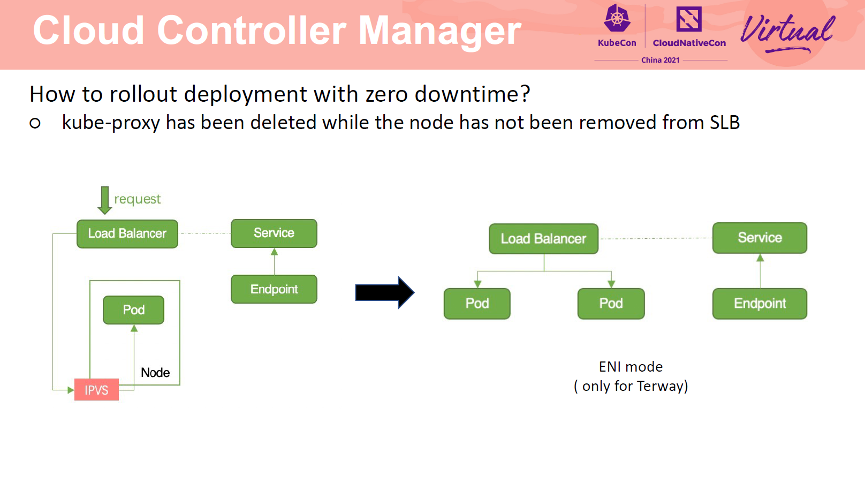 Cloud Controller Manager
KubeCon
CloudNativeCon
China 2021
Virtual
How to rollout deployment with zero downtime?
kube-proxy has been deleted while the node has not been removed from SLB
request
Load Balancer
Service
Endpoint
Pod
Node
IPVS
Load Balancer
Service
Pod
Pod
Endpoint
ENI mode
( only for Terway)